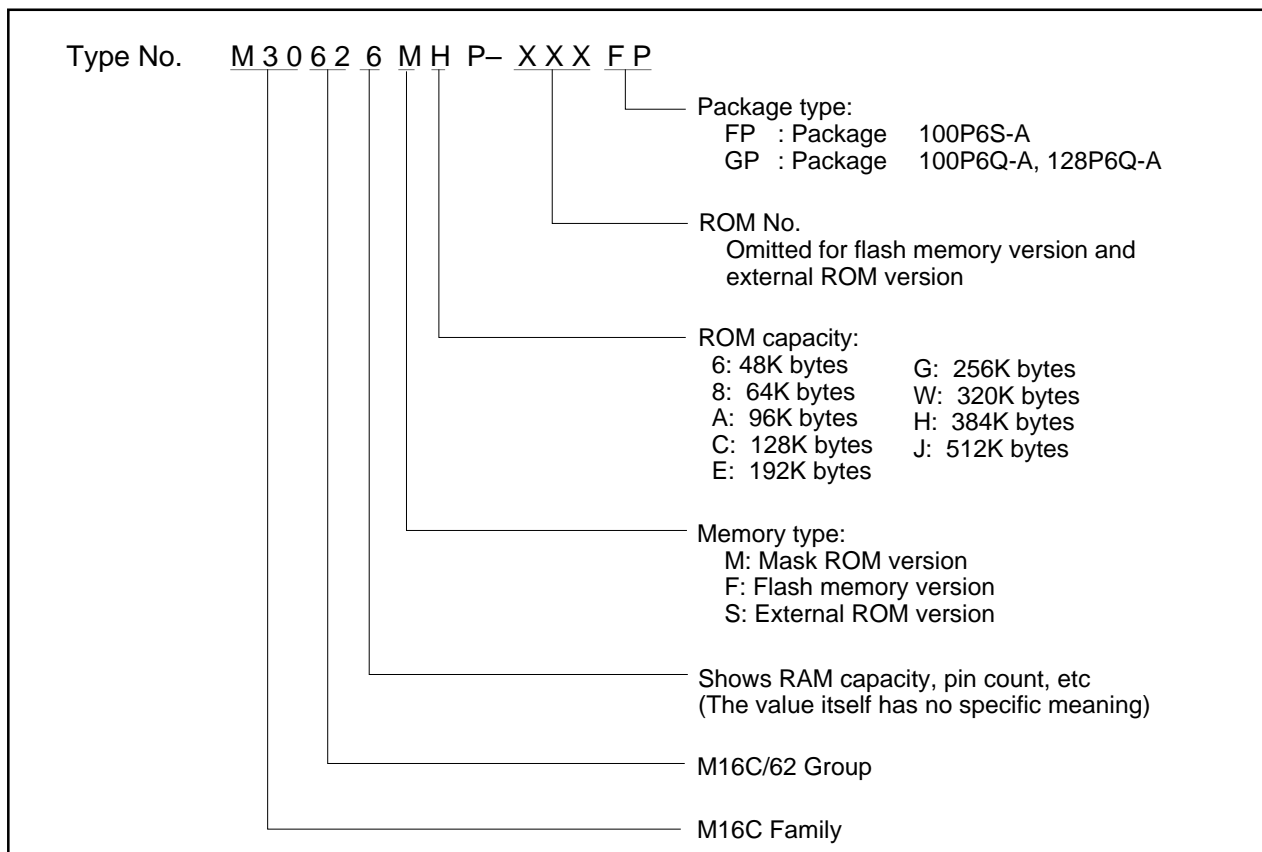 Type No. M 3 0 6 2 6 M H P– X X X F P
Package type:
FP : Package 100P6S-A
GP : Package 100P6Q-A, 128P6Q-A
ROM No.
Omitted for flash memory version and
external ROM version
ROM capacity:
6: 48K bytes
8: 64K bytes
A: 96K bytes
C: 128K bytes
E: 192K bytes
G: 256K bytes
W: 320K bytes
H: 384K bytes
J: 512K bytes
Memory type:
M: Mask ROM version
F: Flash memory version
S: External ROM version
Shows RAM capacity, pin count, etc
(The value itself has no specific meaning)
M16C/62 Group
M16C Family